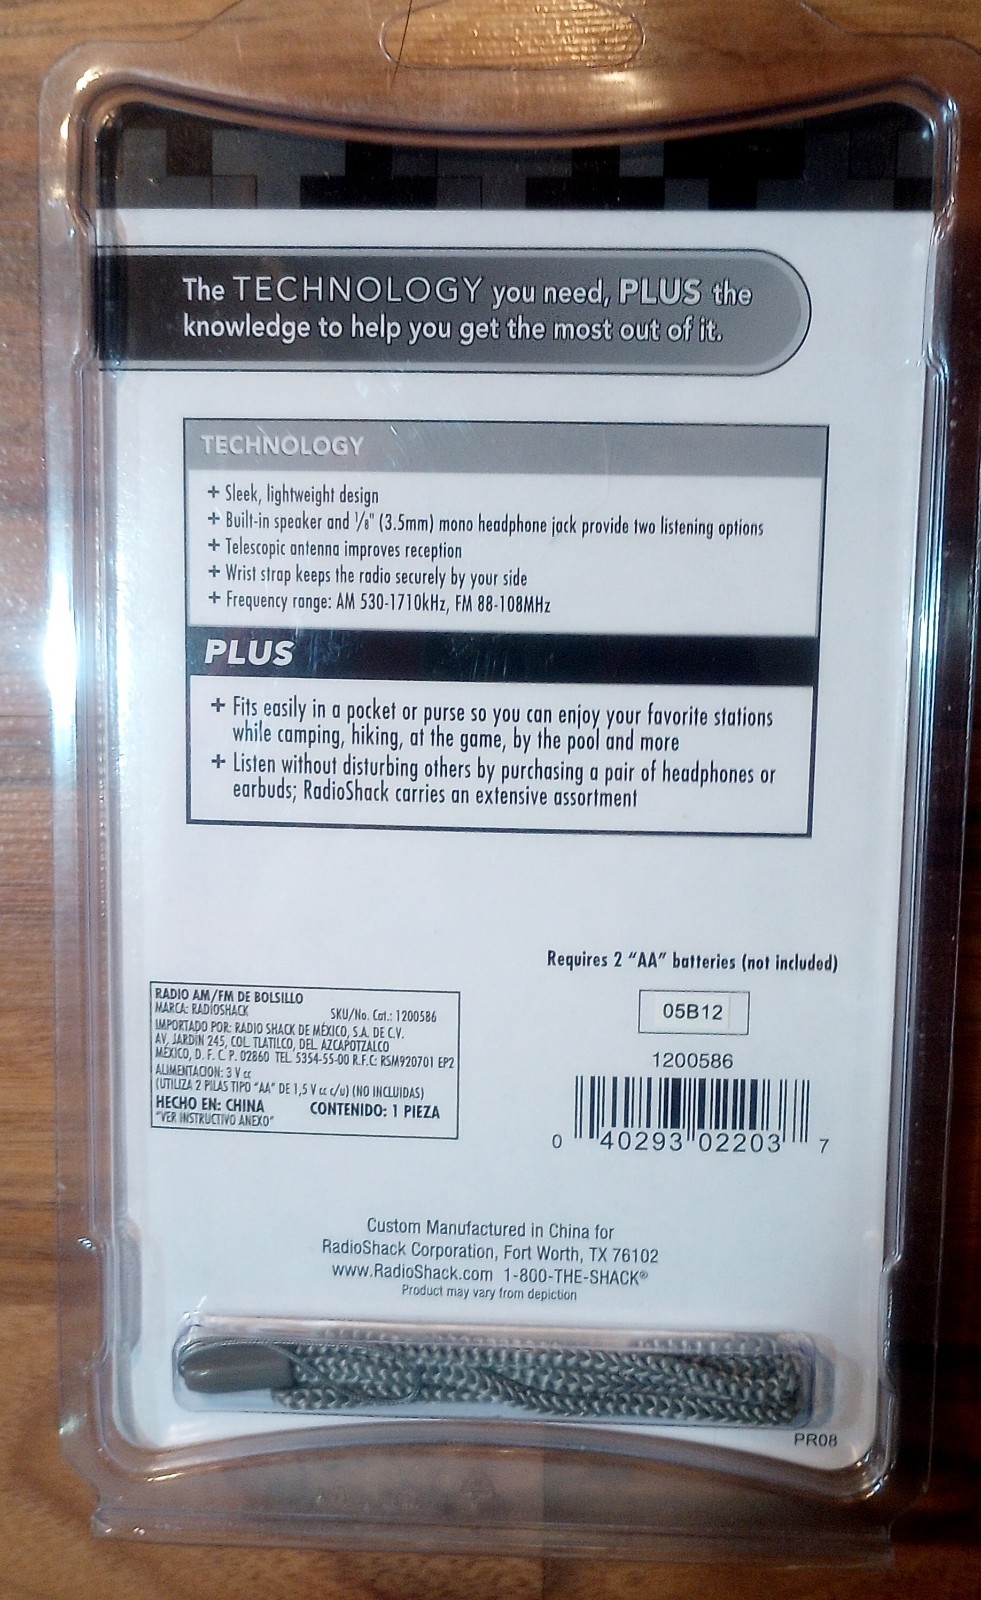 The TECHNOLOGY you need, PLUS the
knowledge to help you get the most out of it.
TECHNOLOGY
+ Sleek, lightweight design
+ Built-in speaker and 1/8" (3.5mm) mono headphone jack provide two listening options
+ Telescopic antenna improves reception
+ Wrist strap keeps the radio securely by your side
+ Frequency range: AM 530-1710kHz, FM 88-108MHz
PLUS
+ Fits easily in a pocket or purse so you can enjoy your favorite stations
while camping, hiking, at the game, by the pool and more
+ Listen without disturbing others by purchasing a pair of headphones or
earbuds; RadioShack carries an extensive assortment
Requires 2 "AA" batteries (not included)
RADIO AM/FM DE BOLSILLO
MARCA: RADIOSHACK SKU/No. Cat.: 1200586
IMPORTADO POR: RADIO SHACK DE MÉXICO, S.A. DE C.V.
AV. JARDÍN 245, COL. TLATILCO, DEL. AZCAPOTZALCO
MÉXICO, D. F. C. P. 02860 TEL. 5354-55-00 R.F.C: RSM920701 EP2
ALIMENTACIÓN: 3 V cc
(UTILIZA 2 PILAS TIPO "AA" DE 1,5 V cc c/u) (NO INCLUIDAS)
HECHO EN: CHINA CONTENIDO: 1 PIEZA
"VER INSTRUCTIVO ANEXO"
05B12
1200586
0 40293 02203 7
Custom Manufactured in China for
RadioShack Corporation, Fort Worth, TX 76102
www.RadioShack.com 1-800-THE-SHACK®
Product may vary from depiction
PR08